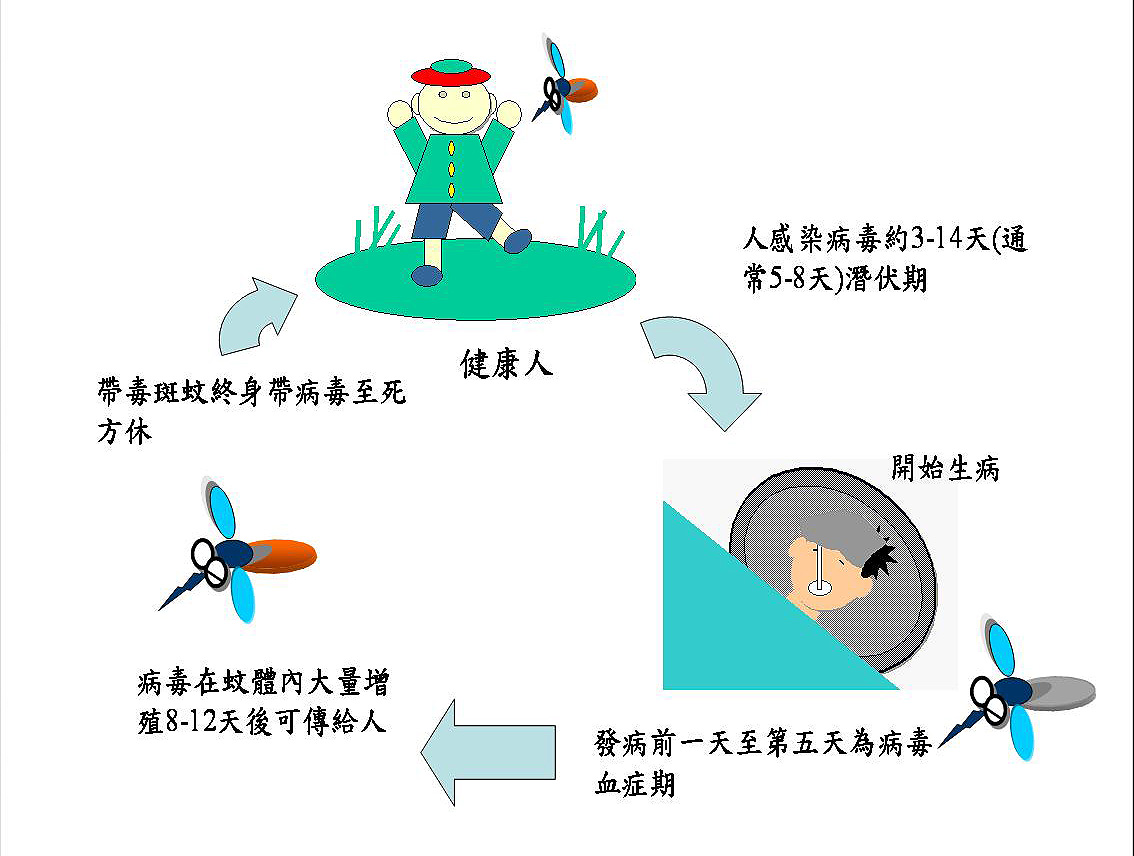 人感染病毒約3-14天(通
常5-8天)潛伏期
健康人
帶毒斑蚊終身帶病毒至死
方休
開始生病
病毒在蚊體內大量增
殖8-12天後可傳給人
發病前一天至第五天為病毒
血症期